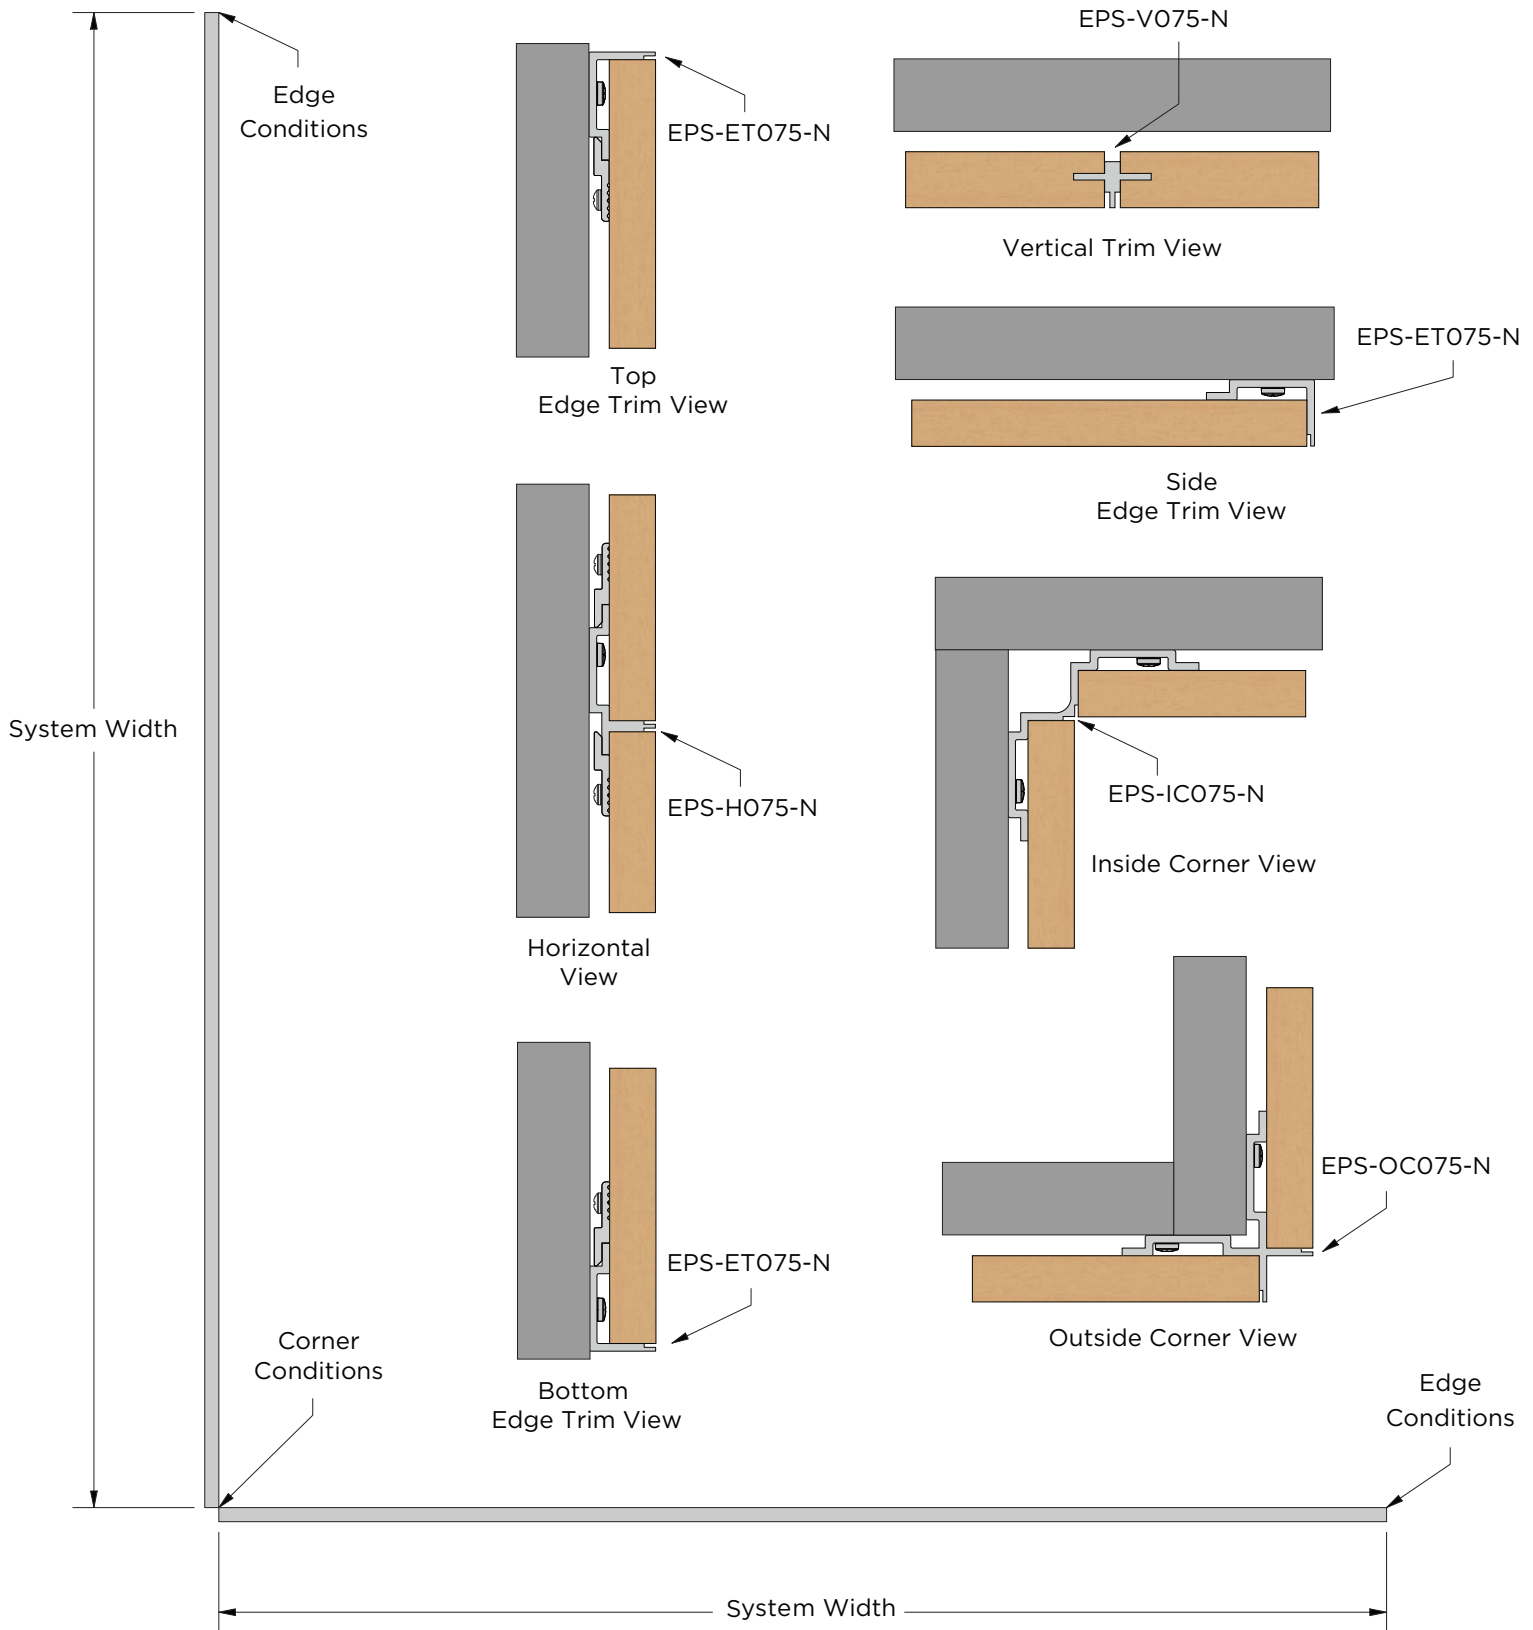 EPS-V075-N
Edge
Conditions
EPS-ET075-N
Vertical Trim View
Top
Edge Trim View
EPS-ET075-N
Side
Edge Trim View
System Width
EPS-H075-N
Horizontal
View
EPS-IC075-N
Inside Corner View
EPS-ET075-N
Bottom
Edge Trim View
EPS-OC075-N
Outside Corner View
Corner
Conditions
Edge
Conditions
System Width